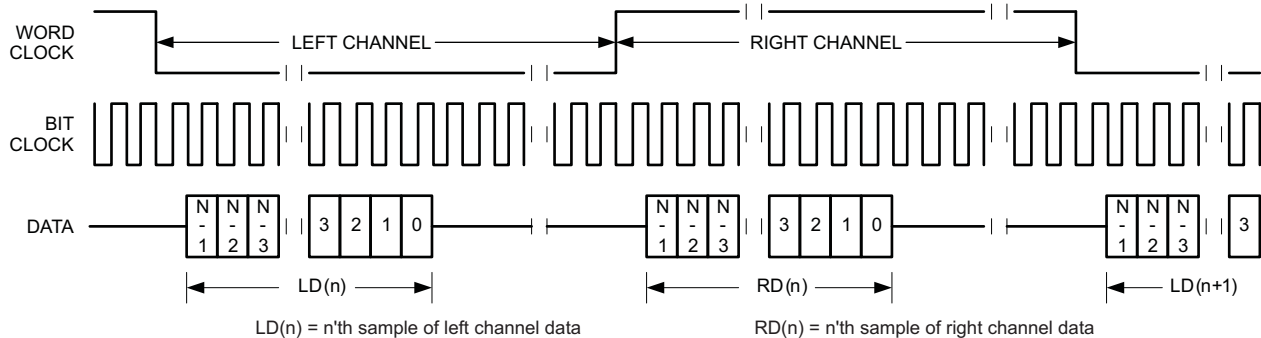 WORD
CLOCK
LEFT CHANNEL
RIGHT CHANNEL
BIT
CLOCK
DATA
N
-
1
N
-
2
N
-
3
3 2 1 0
N
-
1
N
-
2
N
-
3
3 2 1 0
N
-
1
N
-
2
N
-
3
3
LD(n)
RD(n)
LD(n+1)
LD(n) = n'th sample of left channel data
RD(n) = n'th sample of right channel data